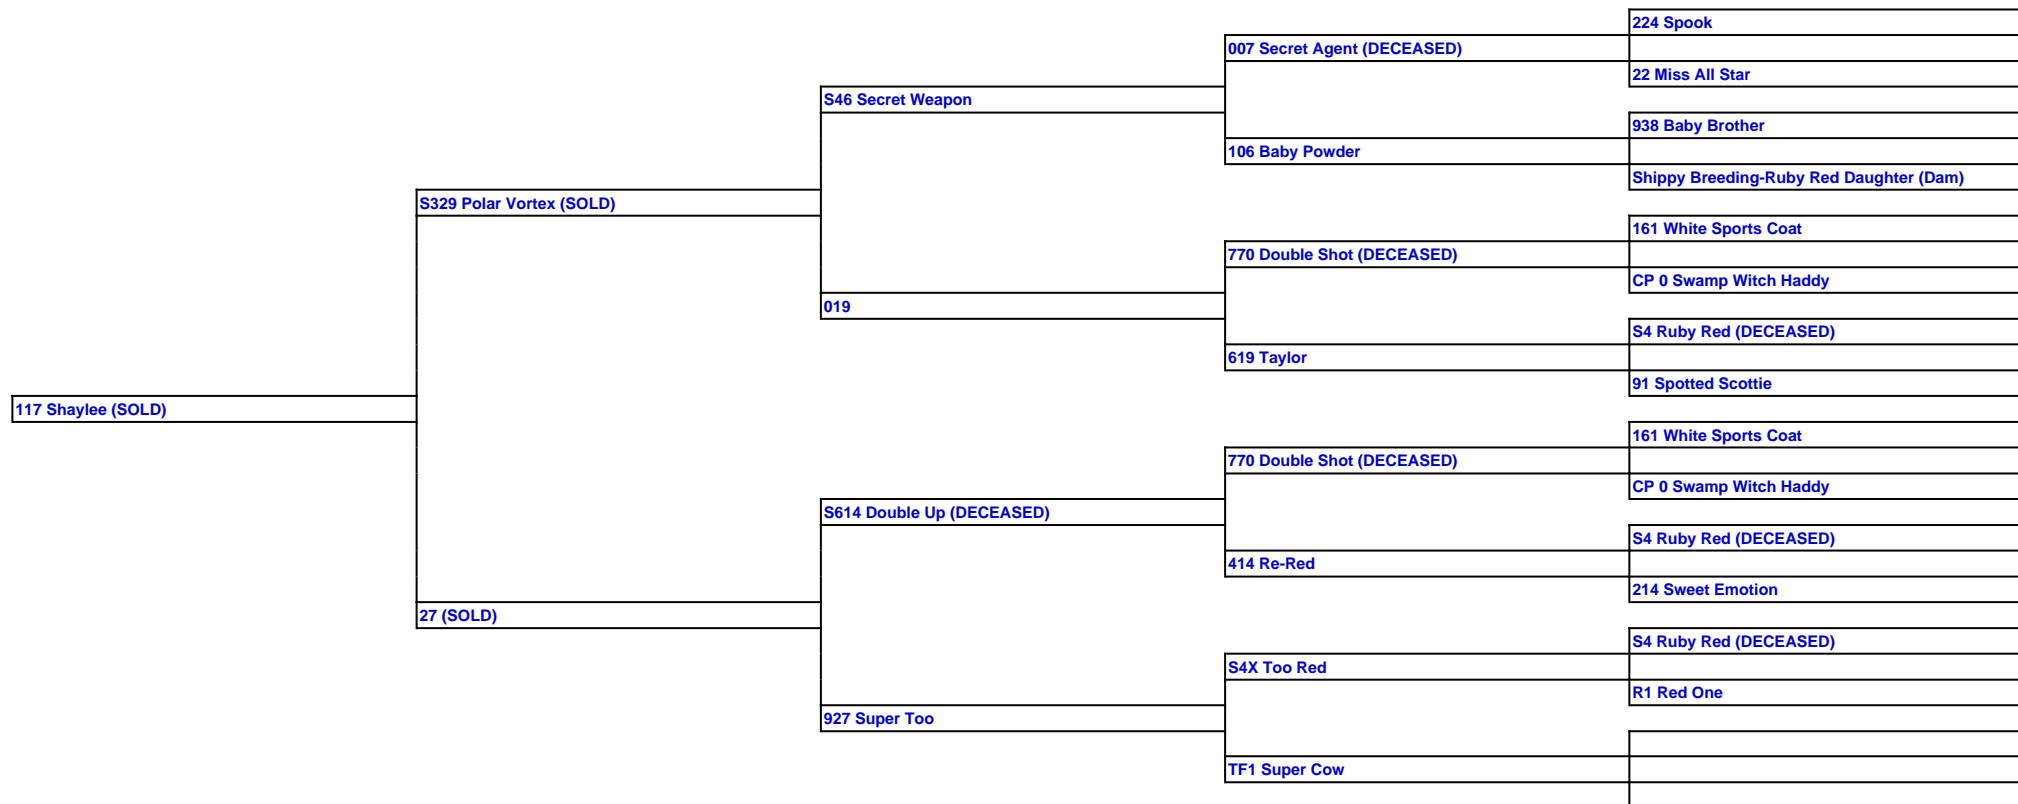 224 Spook
007 Secret Agent (DECEASED)
22 Miss All Star
S46 Secret Weapon
938 Baby Brother
106 Baby Powder
Shippy Breeding-Ruby Red Daughter (Dam)
S329 Polar Vortex (SOLD)
161 White Sports Coat
770 Double Shot (DECEASED)
CP 0 Swamp Witch Haddy
019
S4 Ruby Red (DECEASED)
619 Taylor
91 Spotted Scottie
117 Shaylee (SOLD)
161 White Sports Coat
770 Double Shot (DECEASED)
CP 0 Swamp Witch Haddy
S614 Double Up (DECEASED)
S4 Ruby Red (DECEASED)
414 Re-Red
214 Sweet Emotion
27 (SOLD)
S4 Ruby Red (DECEASED)
S4X Too Red
R1 Red One
927 Super Too
TF1 Super Cow